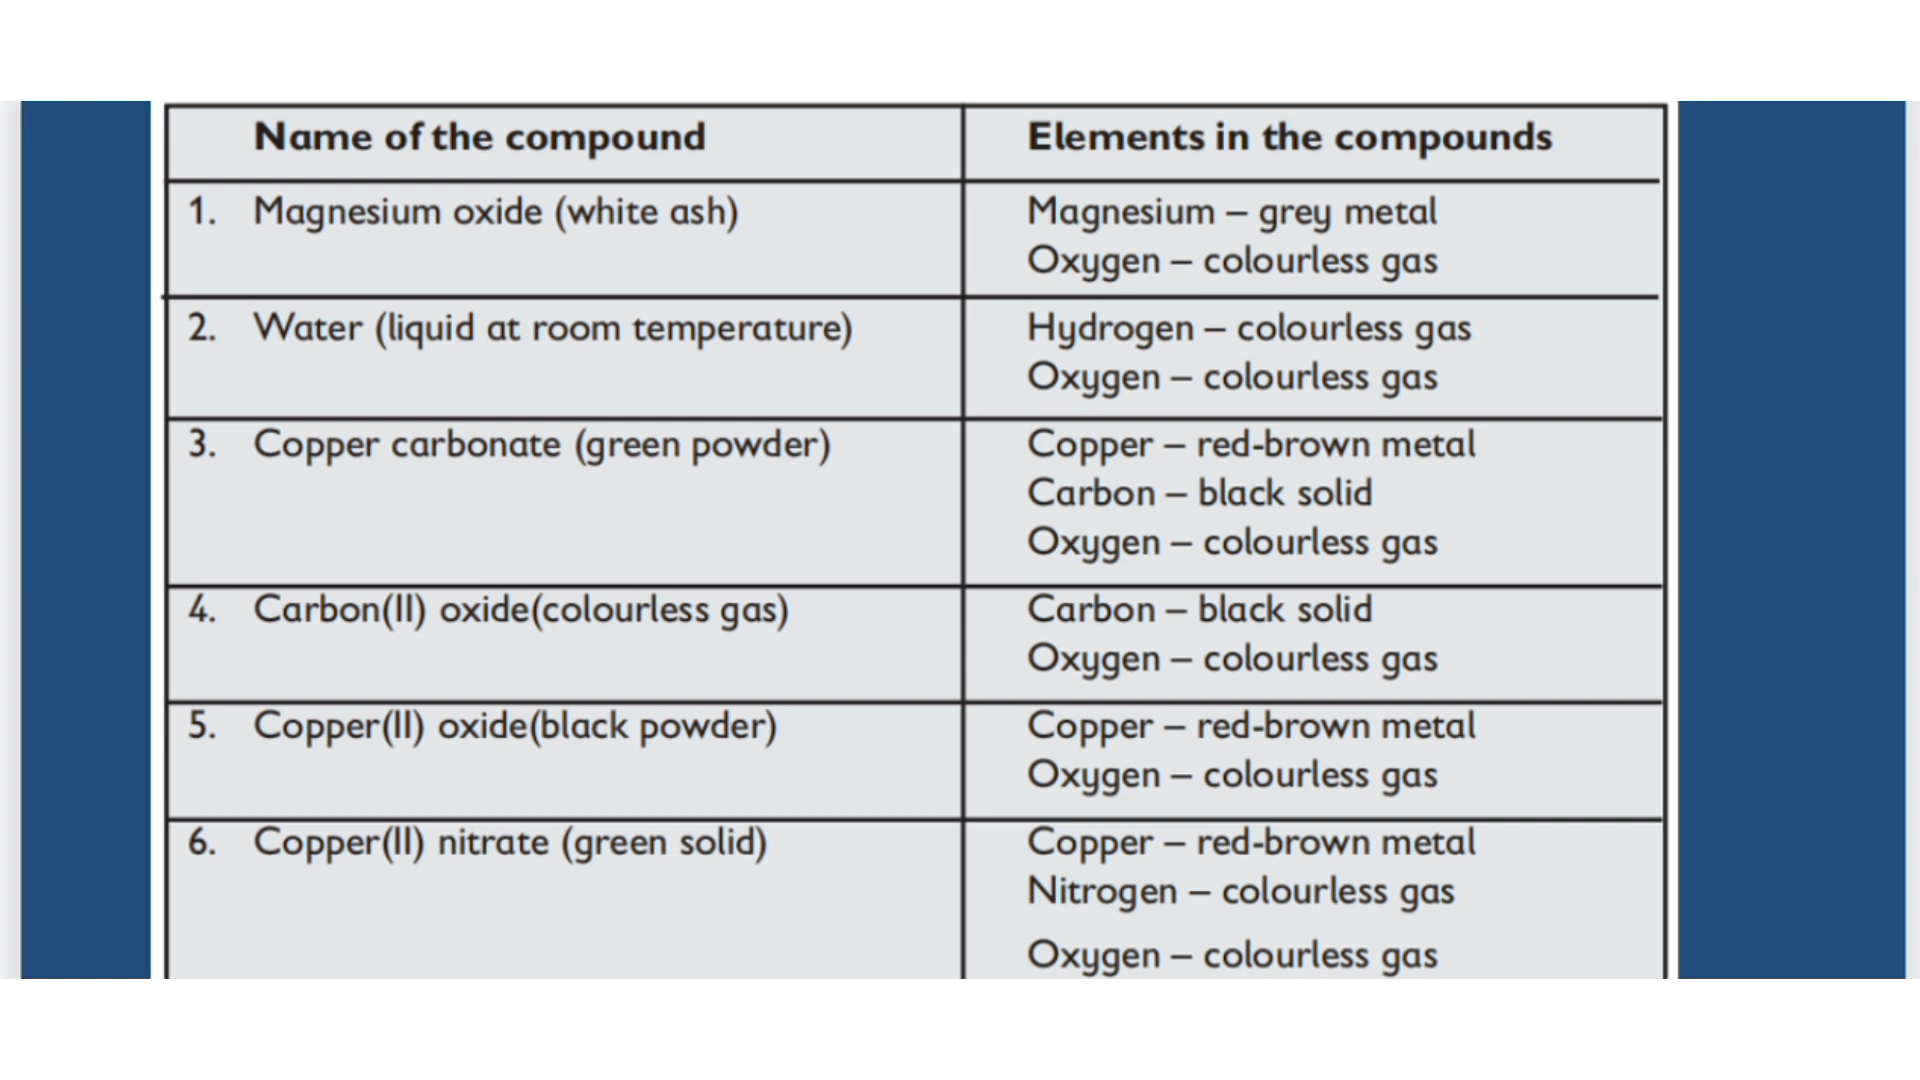 Name of the compound Elements in the compounds
1. Magnesium oxide (white ash) Magnesium – grey metal
Oxygen – colourless gas
2. Water (liquid at room temperature) Hydrogen – colourless gas
Oxygen – colourless gas
3. Copper carbonate (green powder) Copper – red-brown metal
Carbon – black solid
Oxygen – colourless gas
4. Carbon(II) oxide(colourless gas) Carbon – black solid
Oxygen – colourless gas
5. Copper(II) oxide(black powder) Copper – red-brown metal
Oxygen – colourless gas
6. Copper(II) nitrate (green solid) Copper – red-brown metal
Nitrogen – colourless gas
Oxygen – colourless gas